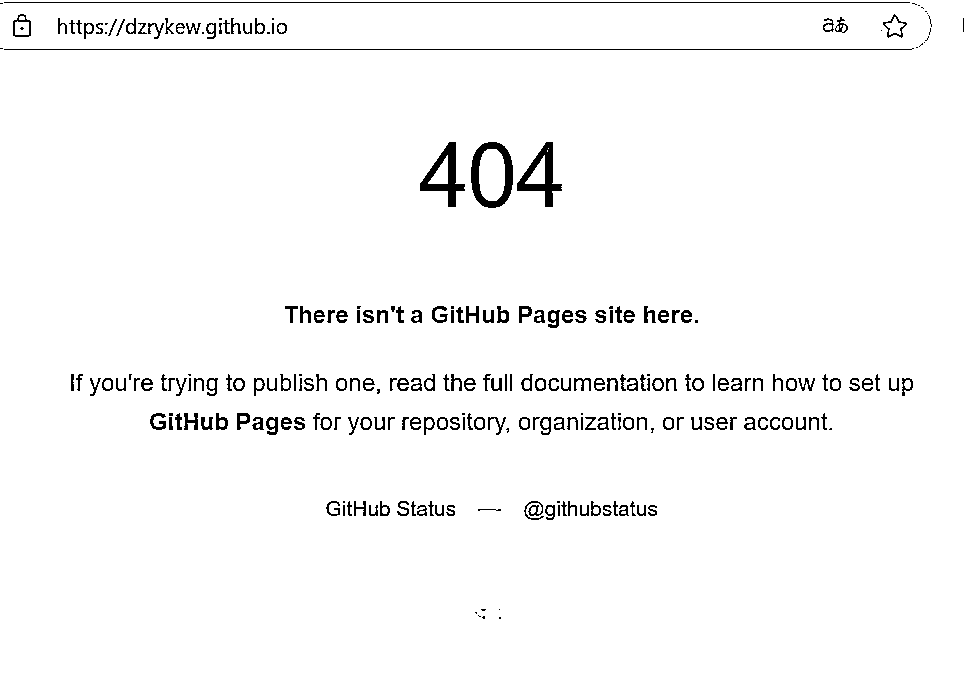 https://dzrykew.github.io
aあ
404
There isn't a GitHub Pages site here.
If you're trying to publish one, read the full documentation to learn how to set up
GitHub Pages for your repository, organization, or user account.
GitHub Status — @githubstatus